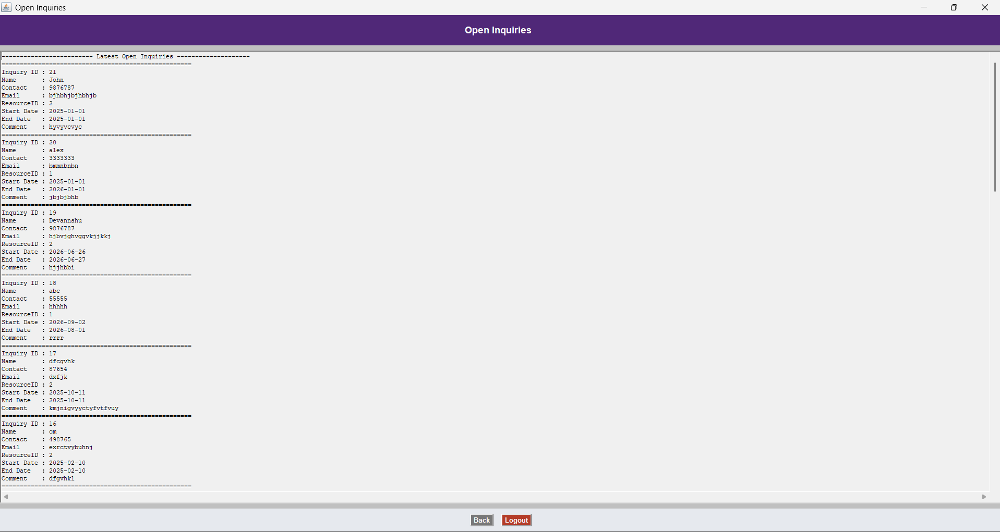 Open Inquiries
Open Inquiries
------------------------- Latest Open Inquiries --------------------
====================================================
Inquiry ID : 21
Name       : John
Contact    : 9876787
Email      : bjhbhjbjhbhjb
ResourceID : 2
Start Date : 2025-01-01
End Date   : 2025-01-01
Comment    : hyvyvcvyc
====================================================
Inquiry ID : 20
Name       : alex
Contact    : 3333333
Email      : bmmnbnbn
ResourceID : 1
Start Date : 2025-01-01
End Date   : 2026-01-01
Comment    : jbjbjbhb
====================================================
Inquiry ID : 19
Name       : Devannshu
Contact    : 9876787
Email      : hjbvjghvggvkjjkkj
ResourceID : 2
Start Date : 2026-06-26
End Date   : 2026-06-27
Comment    : hjjhbbi
====================================================
Inquiry ID : 18
Name       : abc
Contact    : 55555
Email      : hhhhh
ResourceID : 1
Start Date : 2026-09-02
End Date   : 2026-08-01
Comment    : rrrr
====================================================
Inquiry ID : 17
Name       : dfcgvhk
Contact    : 87654
Email      : dxfjk
ResourceID : 2
Start Date : 2025-10-11
End Date   : 2025-10-11
Comment    : kmjnigvyyctyfvtfvuy
====================================================
Inquiry ID : 16
Name       : om
Contact    : 498765
Email      : exrctvybuhnj
ResourceID : 2
Start Date : 2025-02-10
End Date   : 2025-02-10
Comment    : dfgvhkl
====================================================
Back Logout